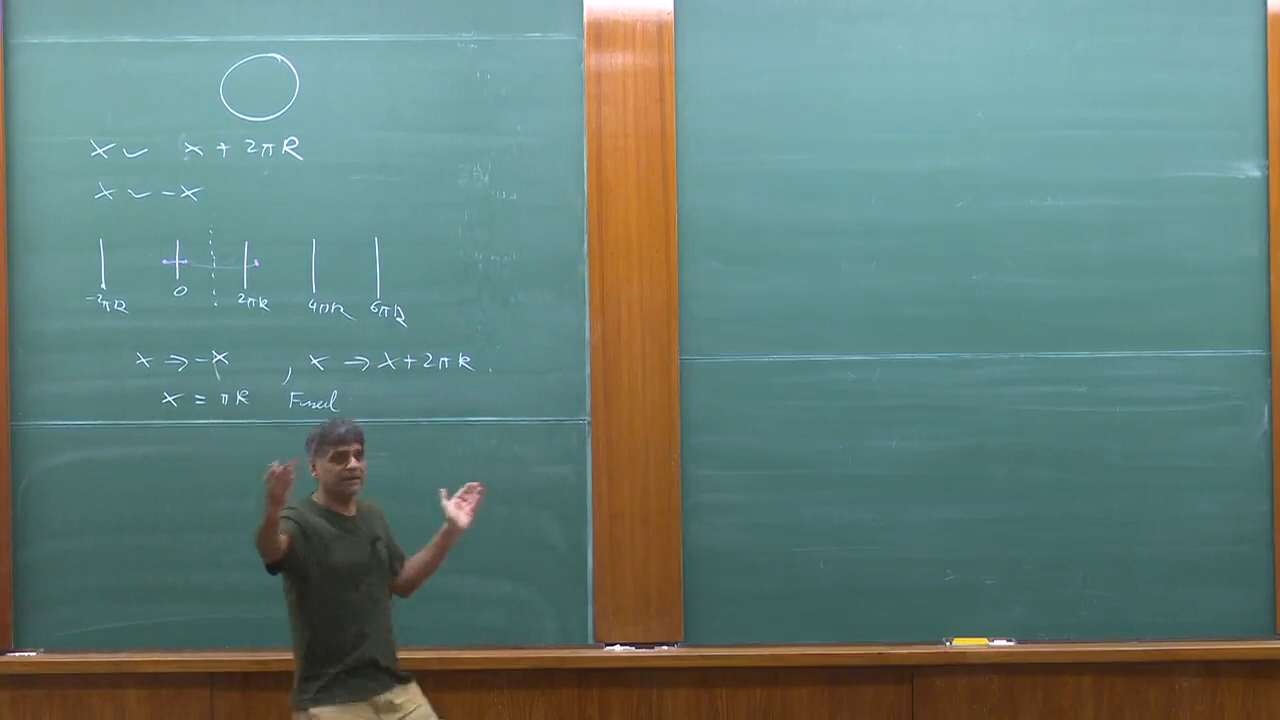 x ~ x + 2πR
x ~ -x
-2πR 0 2πR 4πR 6πR
x → -x , x → x+2πR.
x = πR Fixed